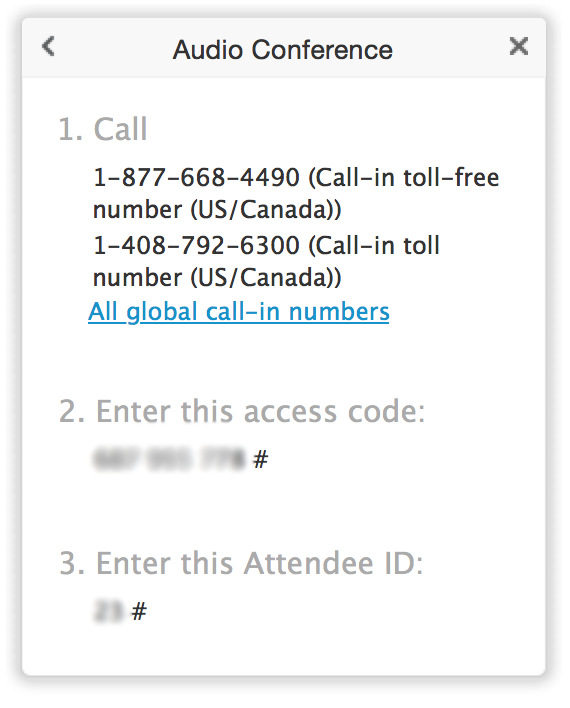 Audio Conference
1. Call
1-877-668-4490 (Call-in toll-free
number (US/Canada))
1-408-792-6300 (Call-in toll
number (US/Canada))
All global call-in numbers
2. Enter this access code:
#
3. Enter this Attendee ID:
#